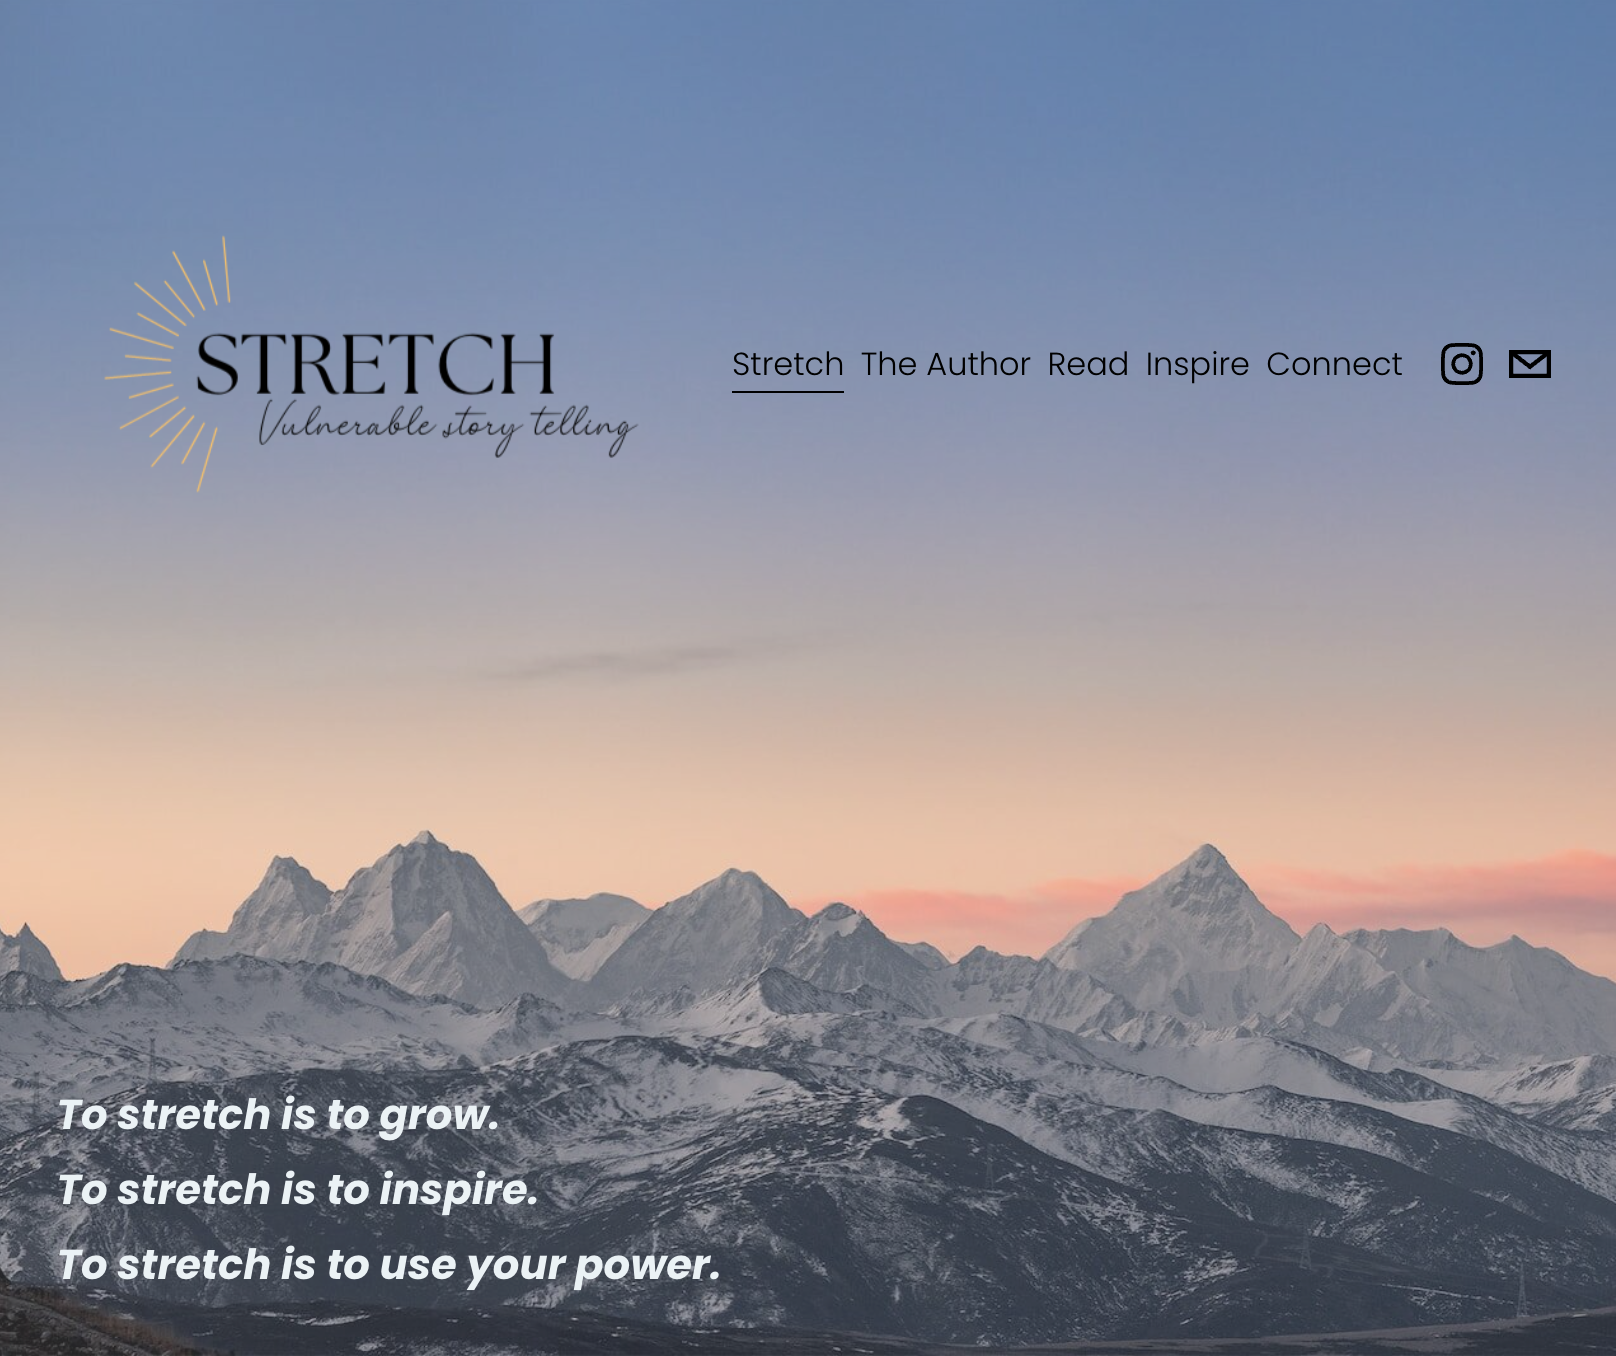 STRETCH
Vulnerable story telling
Stretch The Author Read Inspire Connect
To stretch is to grow.
To stretch is to inspire.
To stretch is to use your power.